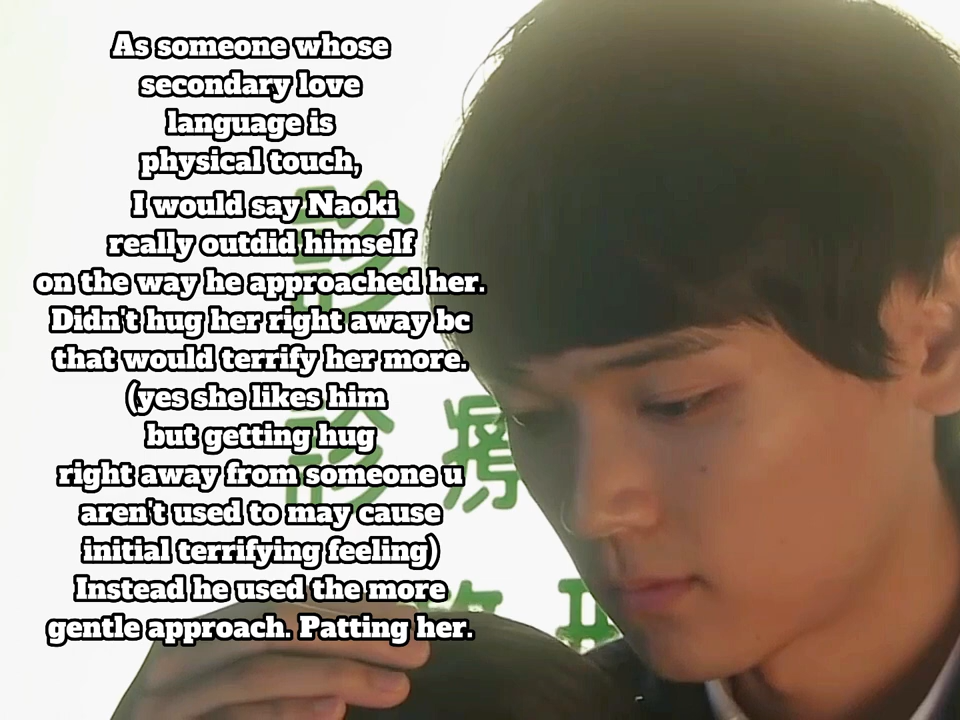 As someone whose
secondary love
language is
physical touch,
I would say Naoki
really outdid himself
on the way he approached her.
Didn't hug her right away bc
that would terrify her more.
(yes she likes him
but getting hug
right away from someone u
aren't used to may cause
initial terrifying feeling)
Instead he used the more
gentle approach. Patting her.
診療